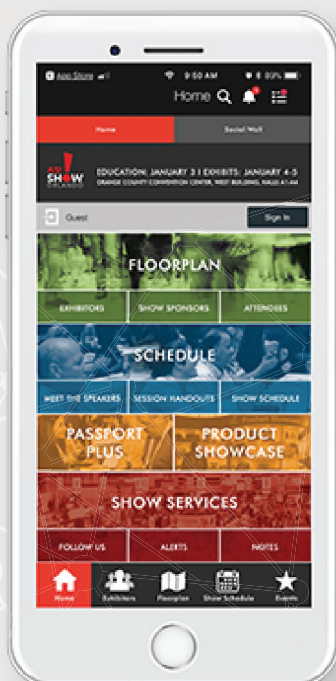 App Store 9:50 AM 83%
Home
Home Social Wall
ASI SHOW ORLANDO
EDUCATION: JANUARY 3 | EXHIBITS: JANUARY 4-5
ORANGE COUNTY CONVENTION CENTER, WEST BUILDING, HALLS A1-A4
Guest Sign In
FLOORPLAN
EXHIBITORS SHOW SPONSORS ATTENDEES
SCHEDULE
MEET THE SPEAKERS SESSION HANDOUTS SHOW SCHEDULE
PASSPORT PLUS PRODUCT SHOWCASE
SHOW SERVICES
FOLLOW US ALERTS NOTES
Home Exhibitors Floorplan Show Schedule Events